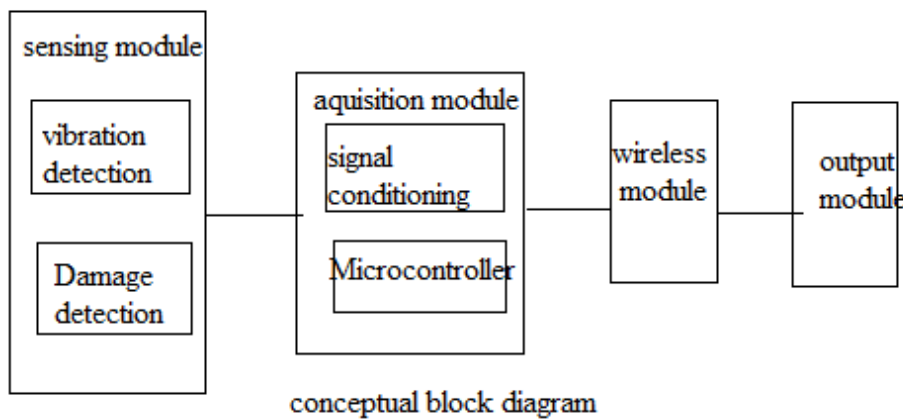 sensing module
vibration
detection
Damage
detection
aquisition module
signal
conditioning
Microcontroller
wireless
module
output
module
conceptual block diagram